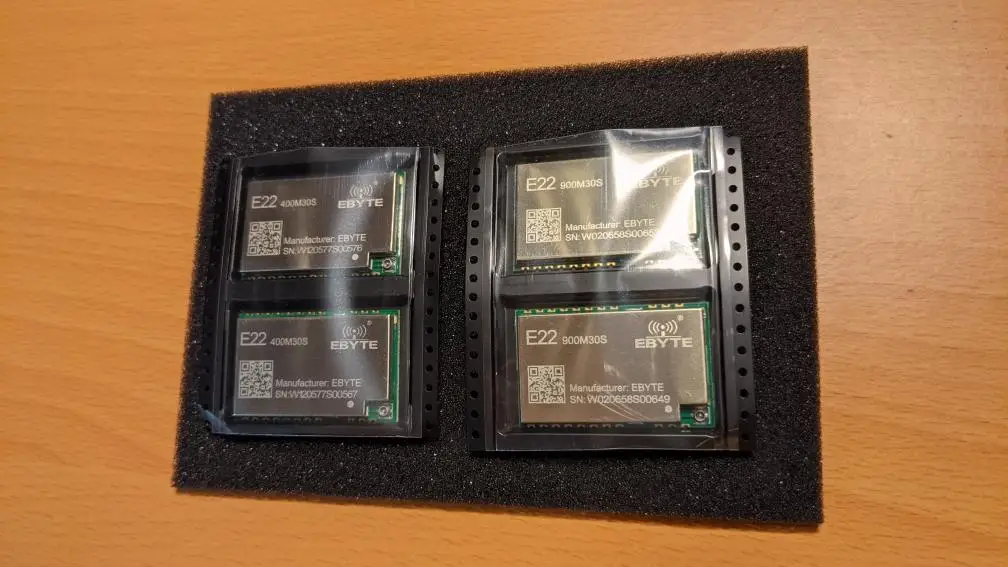 E22 400M30S
EBYTE
Manufacturer: EBYTE
SN:W120577S00576
E22 400M30S
EBYTE
Manufacturer: EBYTE
SN:W120577S00567
E22 900M30S
EBYTE
Manufacturer: EBYTE
E22 900M30S
EBYTE
Manufacturer: EBYTE
SN:W020658S00649